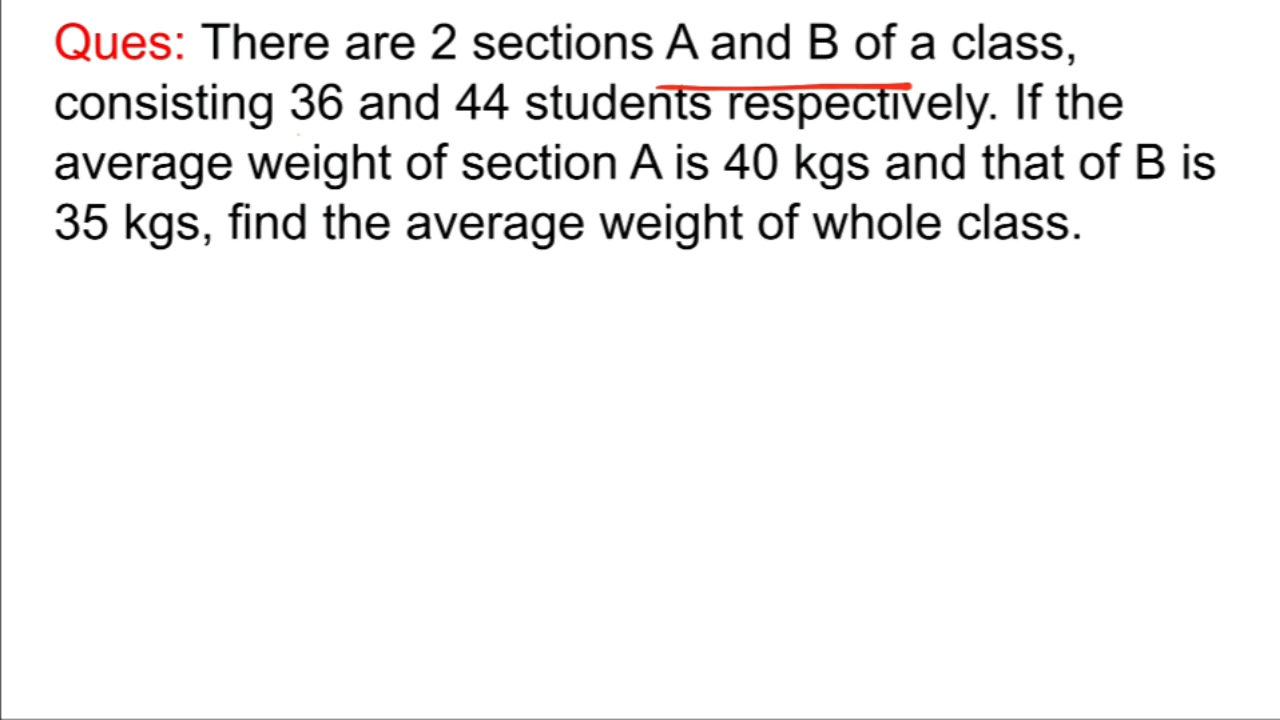 Ques: There are 2 sections A and B of a class,
consisting 36 and 44 students respectively. If the
average weight of section A is 40 kgs and that of B is
35 kgs, find the average weight of whole class.